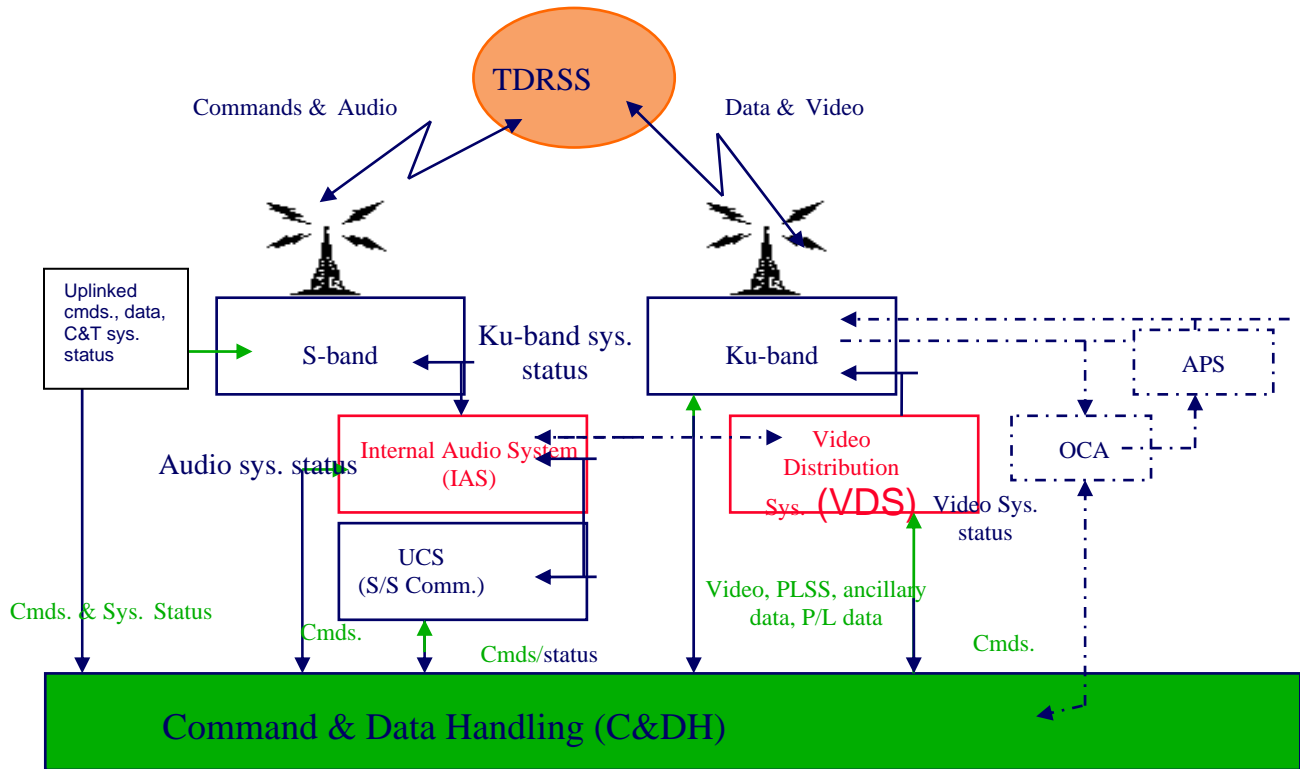 TDRSS
Commands & Audio
Data & Video
Uplinked
cmds., data,
C&T sys.
status
S-band
Ku-band sys.
status
Ku-band
APS
Internal Audio System
(IAS)
Audio sys. status
Video
Distribution
Sys. (VDS)
OCA
Video Sys.
status
UCS
(S/S Comm.)
Video, PLSS, ancillary
data, P/L data
Cmds. & Sys. Status
Cmds.
Cmds/status
Cmds.
Command & Data Handling (C&DH)